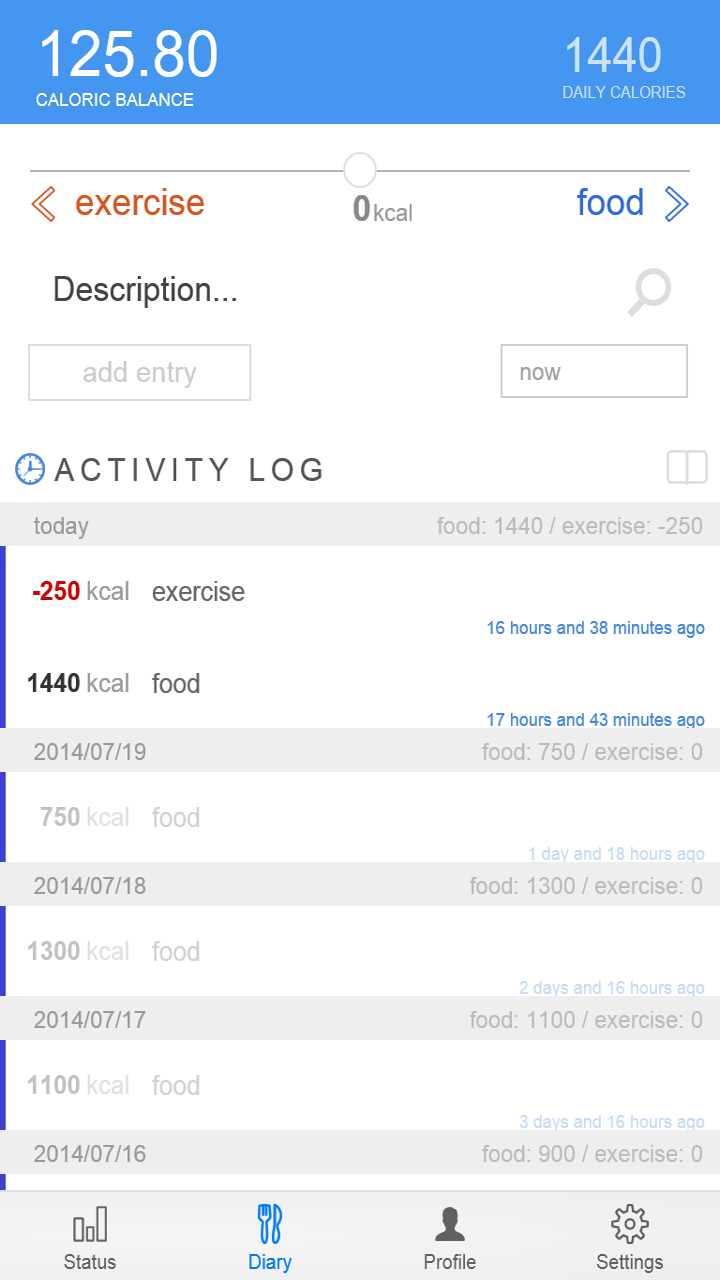 125.80
1440
CALORIC BALANCE
DAILY CALORIES
exercise
0 kcal
food
Description...
add entry
now
ACTIVITY LOG
today
food: 1440 / exercise: -250
-250 kcal exercise
16 hours and 38 minutes ago
1440 kcal food
17 hours and 43 minutes ago
2014/07/19
food: 750 / exercise: 0
750 kcal food
1 day and 18 hours ago
2014/07/18
food: 1300 / exercise: 0
1300 kcal food
2 days and 16 hours ago
2014/07/17
food: 1100 / exercise: 0
1100 kcal food
3 days and 16 hours ago
2014/07/16
food: 900 / exercise: 0
Status
Diary
Profile
Settings